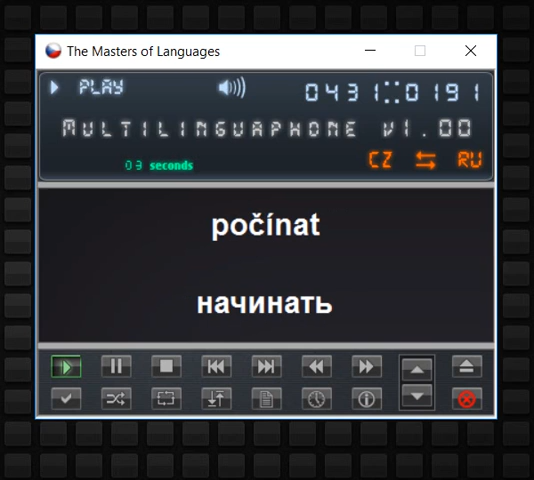 The Masters of Languages
PLAY 0431::0191
MULTILINGUAPHONE v1.00
03 seconds CZ ⇆ RU
počínat
начинать